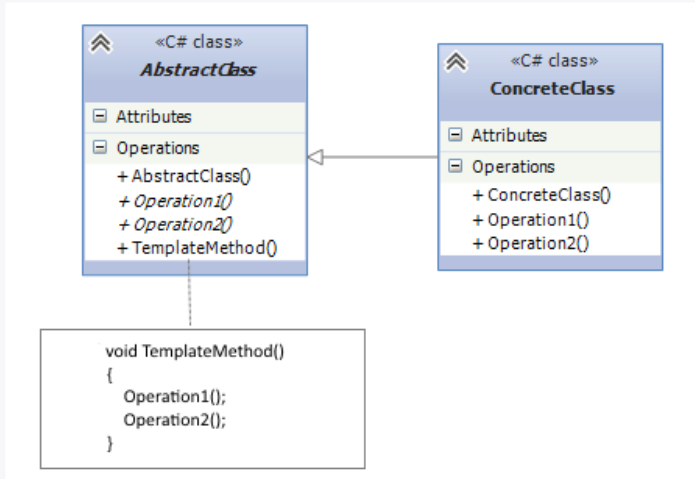 «C# class»
AbstractClass
Attributes
Operations
+ AbstractClass()
+ Operation1()
+ Operation2()
+ TemplateMethod()
«C# class»
ConcreteClass
Attributes
Operations
+ ConcreteClass()
+ Operation1()
+ Operation2()
void TemplateMethod()
{
Operation1();
Operation2();
}